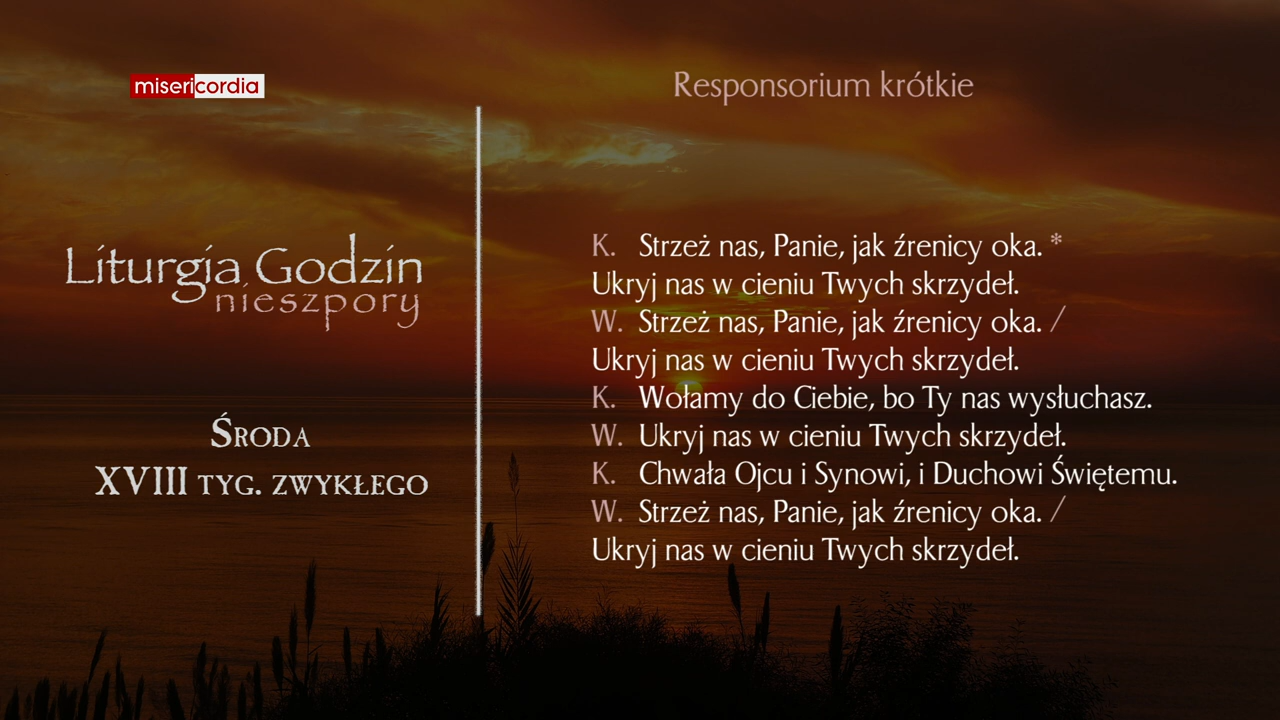 misericordia
Liturgia Godzin
nieszpory
Środa
XVIII tyg. zwykłego
Responsorium krótkie
K. Strzeż nas, Panie, jak źrenicy oka. *
Ukryj nas w cieniu Twych skrzydeł.
W. Strzeż nas, Panie, jak źrenicy oka. /
Ukryj nas w cieniu Twych skrzydeł.
K. Wołamy do Ciebie, bo Ty nas wysłuchasz.
W. Ukryj nas w cieniu Twych skrzydeł.
K. Chwała Ojcu i Synowi, i Duchowi Świętemu.
W. Strzeż nas, Panie, jak źrenicy oka. /
Ukryj nas w cieniu Twych skrzydeł.